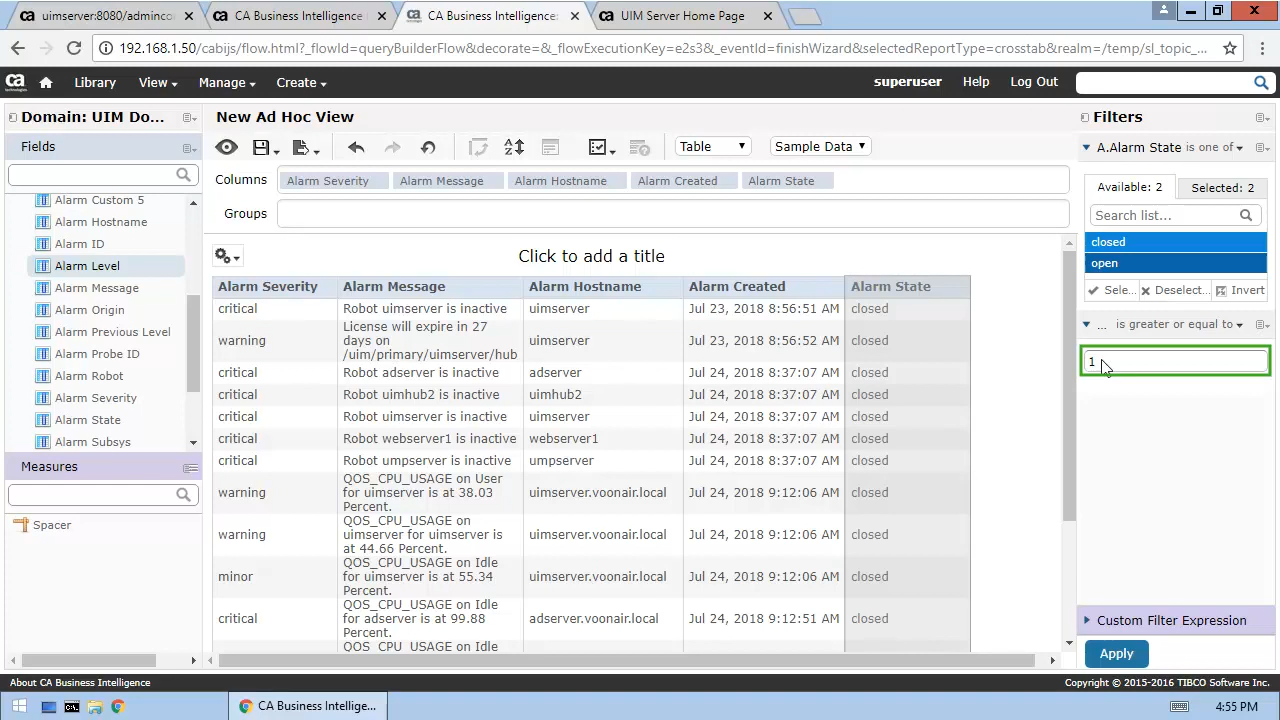 uimserver:8080/adminco
CA Business Intelligence
CA Business Intelligence:
UIM Server Home Page
192.168.1.50/cabijs/flow.html?_flowId=queryBuilderFlow&decorate=&_flowExecutionKey=e2s3&_eventId=finishWizard&selectedReportType=crosstab&realm=/temp/sl_topic_...
ca
Library
View
Manage
Create
superuser
Help
Log Out
Domain: UIM Do...
New Ad Hoc View
Filters
Fields
Table
Sample Data
A.Alarm State is one of
Columns
Alarm Severity
Alarm Message
Alarm Hostname
Alarm Created
Alarm State
Available: 2
Selected: 2
Groups
Search list...
closed
open
Sele...
Deselect...
Invert
... is greater or equal to
1
Alarm Custom 5
Alarm Hostname
Alarm ID
Alarm Level
Alarm Message
Alarm Origin
Alarm Previous Level
Alarm Probe ID
Alarm Robot
Alarm Severity
Alarm State
Alarm Subsys
Measures
Spacer
Click to add a title
Alarm Severity Alarm Message Alarm Hostname Alarm Created Alarm State
critical Robot uimserver is inactive uimserver Jul 23, 2018 8:56:51 AM closed
License will expire in 27
warning days on uimserver Jul 23, 2018 8:56:52 AM closed
/uim/primary/uimserver/hub
critical Robot adserver is inactive adserver Jul 24, 2018 8:37:07 AM closed
critical Robot uimhub2 is inactive uimhub2 Jul 24, 2018 8:37:07 AM closed
critical Robot uimserver is inactive uimserver Jul 24, 2018 8:37:07 AM closed
critical Robot webserver1 is inactive webserver1 Jul 24, 2018 8:37:07 AM closed
critical Robot umpserver is inactive umpserver Jul 24, 2018 8:37:07 AM closed
QOS_CPU_USAGE on User
warning for uimserver is at 38.03 uimserver.voonair.local Jul 24, 2018 9:12:06 AM closed
Percent.
QOS_CPU_USAGE on
warning uimserver for uimserver is uimserver.voonair.local Jul 24, 2018 9:12:06 AM closed
at 44.66 Percent.
QOS_CPU_USAGE on Idle
minor for uimserver is at 55.34 uimserver.voonair.local Jul 24, 2018 9:12:06 AM closed
Percent.
QOS_CPU_USAGE on Idle
critical for adserver is at 99.88 adserver.voonair.local Jul 24, 2018 9:12:51 AM closed
Percent.
QOS_CPU_USAGE on Idle
Custom Filter Expression
Apply
About CA Business Intelligence
Copyright © 2015-2016 TIBCO Software Inc.
CA Business Intellige...
4:55 PM